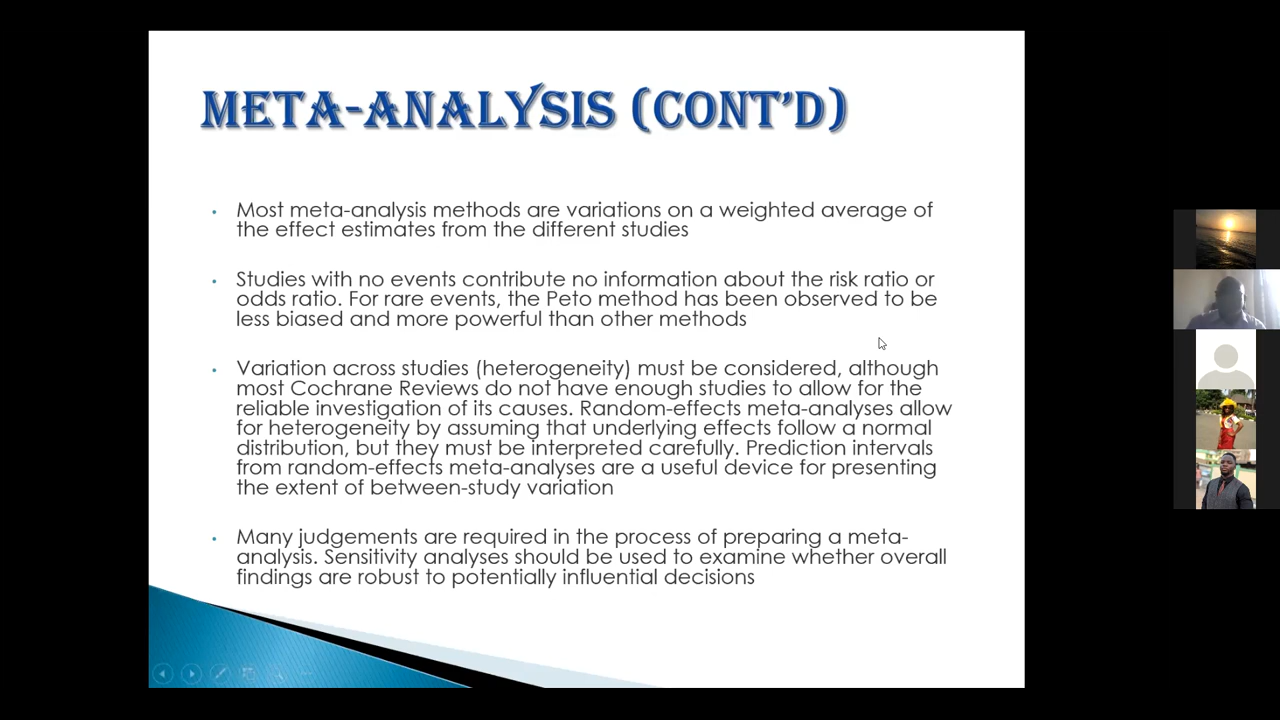 META-ANALYSIS (CONT'D)
• Most meta-analysis methods are variations on a weighted average of
the effect estimates from the different studies
• Studies with no events contribute no information about the risk ratio or
odds ratio. For rare events, the Peto method has been observed to be
less biased and more powerful than other methods
• Variation across studies (heterogeneity) must be considered, although
most Cochrane Reviews do not have enough studies to allow for the
reliable investigation of its causes. Random-effects meta-analyses allow
for heterogeneity by assuming that underlying effects follow a normal
distribution, but they must be interpreted carefully. Prediction intervals
from random-effects meta-analyses are a useful device for presenting
the extent of between-study variation
• Many judgements are required in the process of preparing a meta-
analysis. Sensitivity analyses should be used to examine whether overall
findings are robust to potentially influential decisions